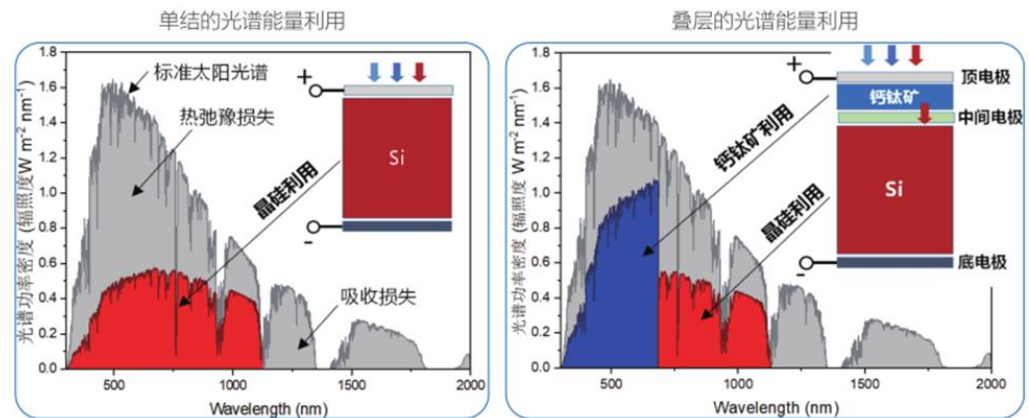 单结的光谱能量利用
叠层的光谱能量利用
光谱功率密度 (辐照度W m⁻² nm⁻¹)
1.8
1.6
1.4
1.2
1.0
0.8
0.6
0.4
0.2
0.0
500
1000
1500
2000
Wavelength (nm)
标准太阳光谱
热弛豫损失
晶硅利用
吸收损失
+
Si
-
光谱功率密度 (辐照度W m⁻² nm⁻¹)
1.8
1.6
1.4
1.2
1.0
0.8
0.6
0.4
0.2
0.0
500
1000
1500
2000
Wavelength (nm)
钙钛矿利用
晶硅利用
+
顶电极
钙钛矿
中间电极
Si
底电极
-